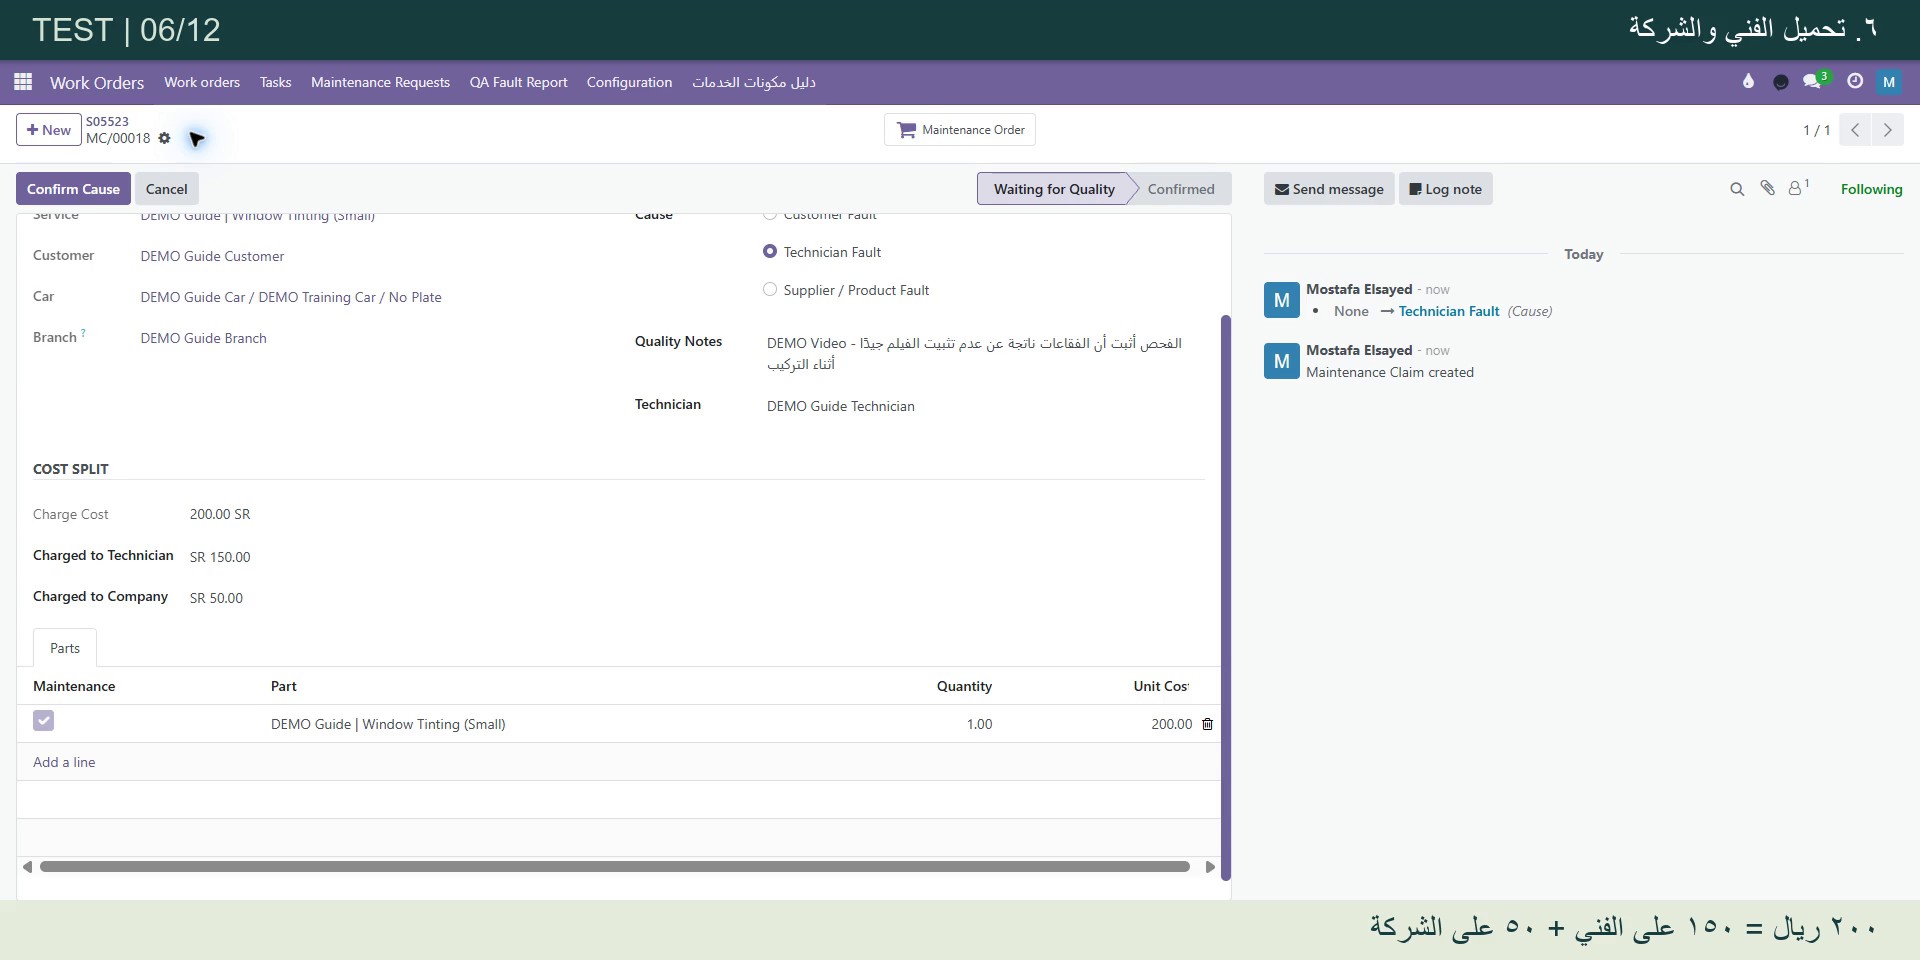 TEST | 06/12
٦. تحميل الفني والشركة
Work Orders Work orders Tasks Maintenance Requests QA Fault Report Configuration دليل مكونات الخدمات
3
M
New
S05523
MC/00018
Maintenance Order
1 / 1
Confirm Cause Cancel
Waiting for Quality Confirmed
Send message Log note
1
Following
Service DEMO Guide | Window Tinting (Small)
Cause Customer Fault
Technician Fault
Supplier / Product Fault
Customer DEMO Guide Customer
Car DEMO Guide Car / DEMO Training Car / No Plate
Branch ? DEMO Guide Branch
Quality Notes DEMO Video - الفحص أثبت أن الفقاعات ناتجة عن عدم تثبيت الفيلم جيدًا
أثناء التركيب
Technician DEMO Guide Technician
COST SPLIT
Charge Cost 200.00 SR
Charged to Technician SR 150.00
Charged to Company SR 50.00
Parts
Maintenance Part Quantity Unit Cos
DEMO Guide | Window Tinting (Small) 1.00 200.00
Add a line
Today
M
Mostafa Elsayed - now
None → Technician Fault (Cause)
M
Mostafa Elsayed - now
Maintenance Claim created
٢٠٠ ريال = ١٥٠ على الفني + ٥٠ على الشركة